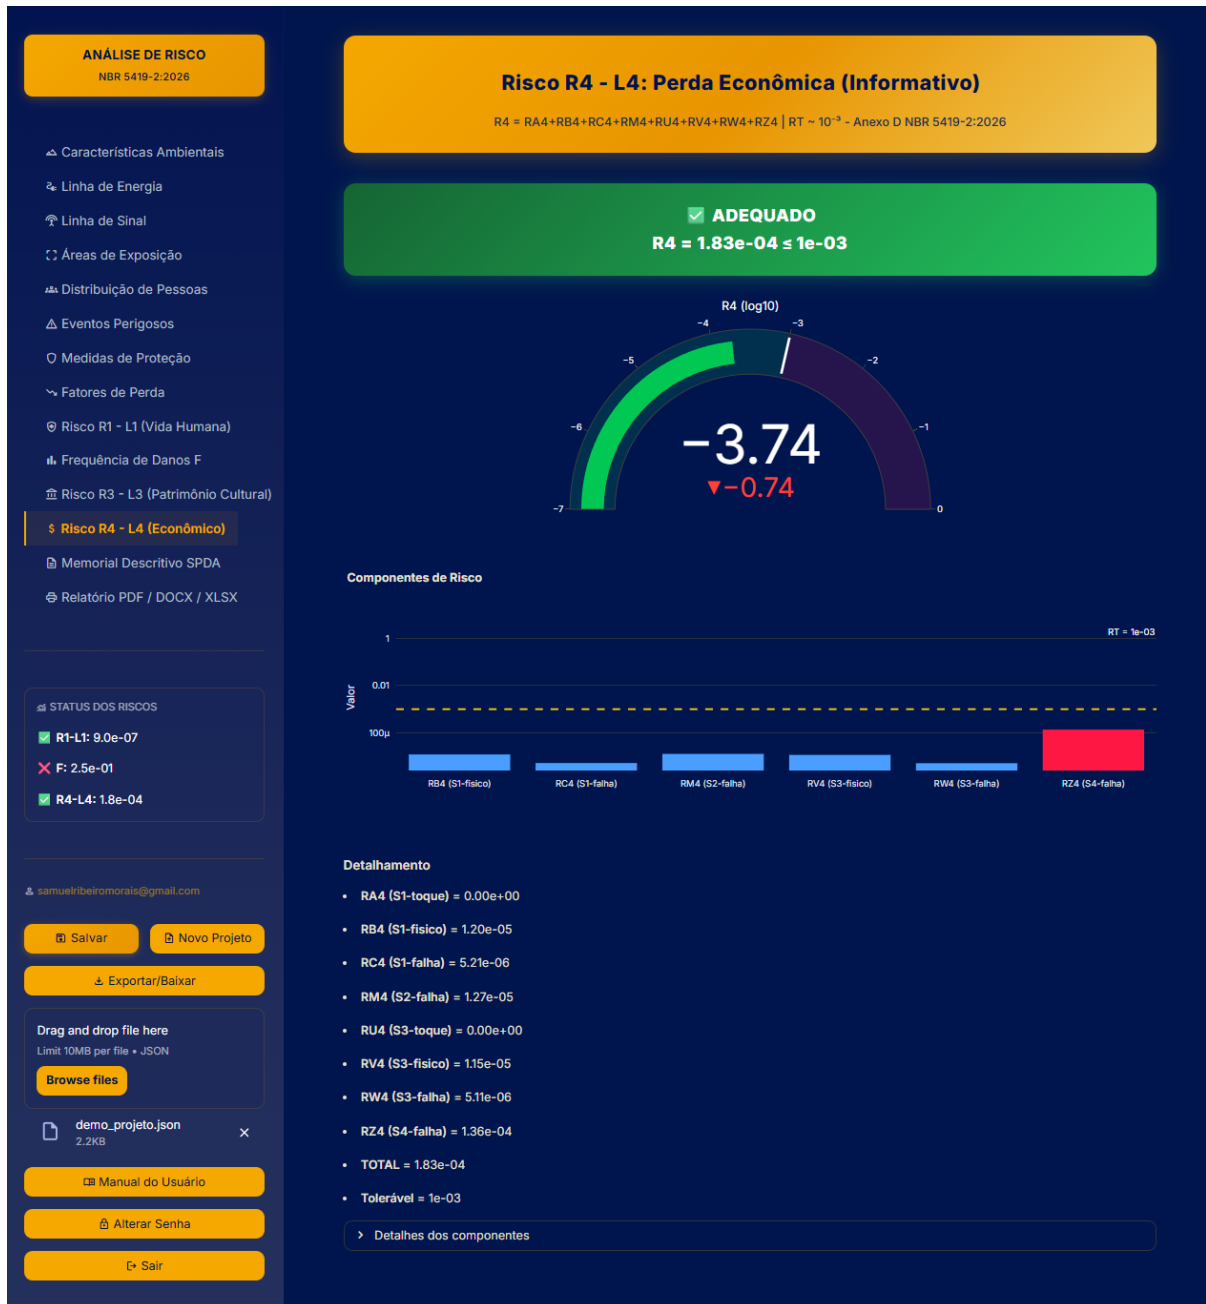 ANÁLISE DE RISCO
NBR 5419-2:2026
Características Ambientais
Linha de Energia
Linha de Sinal
Áreas de Exposição
Distribuição de Pessoas
Eventos Perigosos
Medidas de Proteção
Fatores de Perda
Risco R1 - L1 (Vida Humana)
Frequência de Danos F
Risco R3 - L3 (Patrimônio Cultural)
Risco R4 - L4 (Econômico)
Memorial Descritivo SPDA
Relatório PDF / DOCX / XLSX
STATUS DOS RISCOS
R1-L1: 9.0e-07
F: 2.5e-01
R4-L4: 1.8e-04
samuelribeiromorais@gmail.com
Salvar
Novo Projeto
Exportar/Baixar
Drag and drop file here
Limit 10MB per file • JSON
Browse files
demo_projeto.json
2.2KB
Manual do Usuário
Alterar Senha
Sair
Risco R4 - L4: Perda Econômica (Informativo)
R4 = RA4+RB4+RC4+RM4+RU4+RV4+RW4+RZ4 | RT ~ 10⁻³ - Anexo D NBR 5419-2:2026
ADEQUADO
R4 = 1.83e-04 ≤ 1e-03
R4 (log10)
−4
−3
−5
−2
−6
−1
−7
0
−3.74
▼−0.74
Componentes de Risco
RT = 1e-03
1
0.01
100μ
Valor
RB4 (S1-fisico)
RC4 (S1-falha)
RM4 (S2-falha)
RV4 (S3-fisico)
RW4 (S3-falha)
RZ4 (S4-falha)
Detalhamento
• RA4 (S1-toque) = 0.00e+00
• RB4 (S1-fisico) = 1.20e-05
• RC4 (S1-falha) = 5.21e-06
• RM4 (S2-falha) = 1.27e-05
• RU4 (S3-toque) = 0.00e+00
• RV4 (S3-fisico) = 1.15e-05
• RW4 (S3-falha) = 5.11e-06
• RZ4 (S4-falha) = 1.36e-04
• TOTAL = 1.83e-04
• Tolerável = 1e-03
Detalhes dos componentes